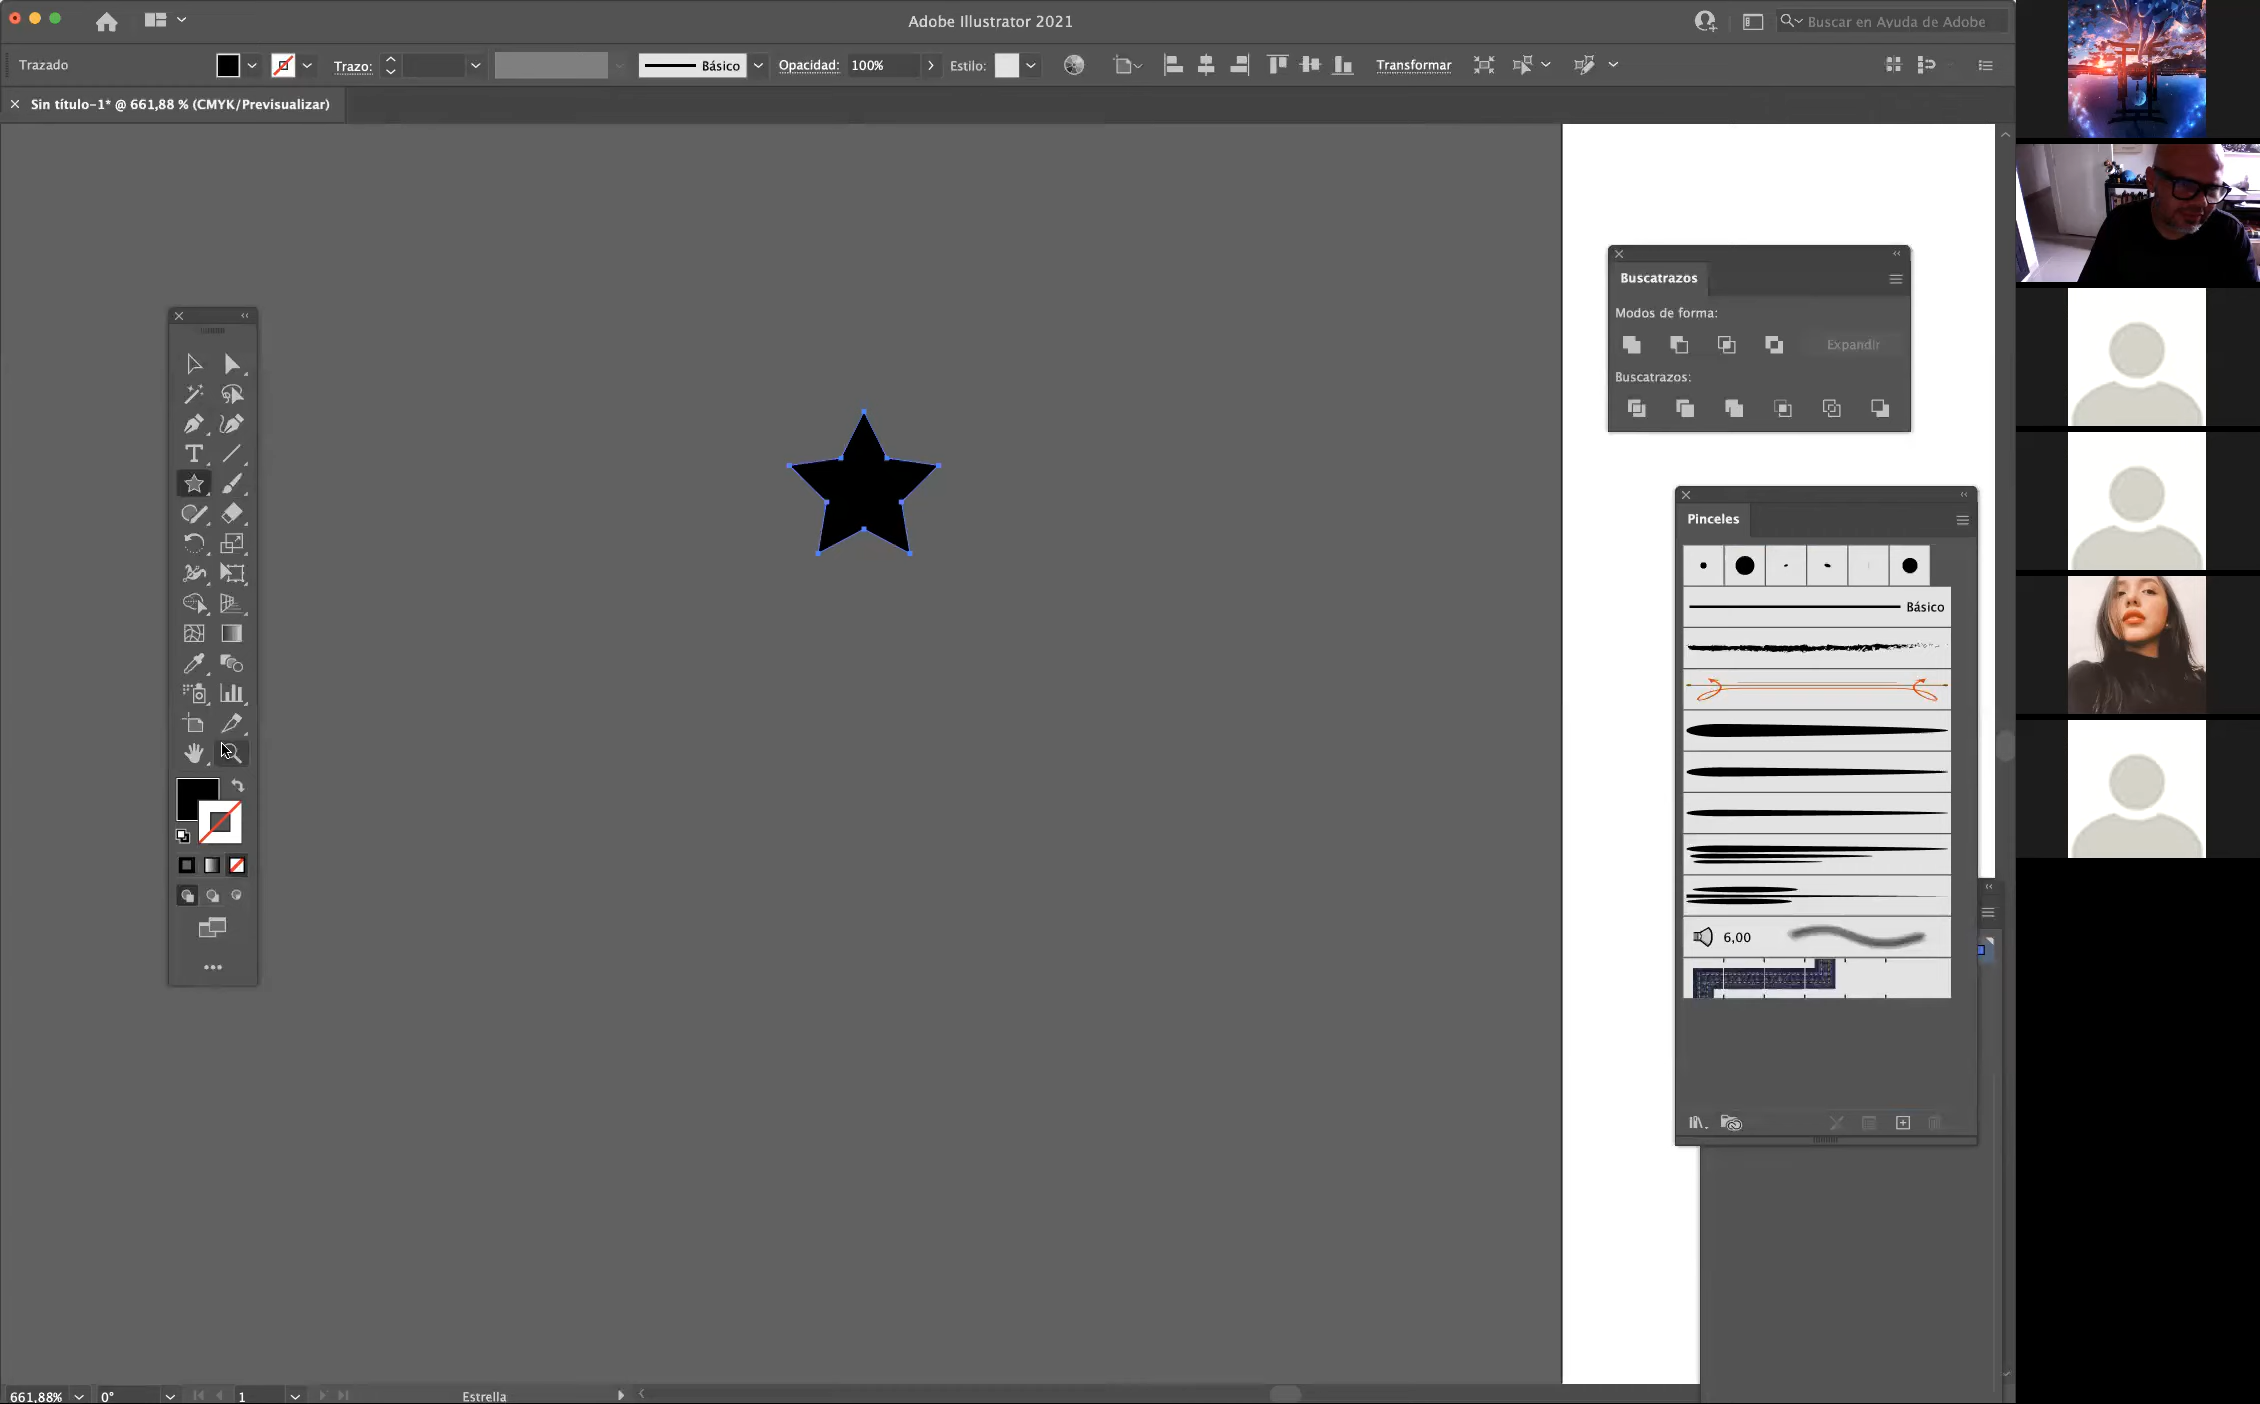 Adobe Illustrator 2021
Buscar en Ayuda de Adobe
Trazado
Trazo:
Básico
Opacidad:
100%
Estilo:
Transformar
Sin título-1* @ 661,88 % (CMYK/Previsualizar)
Buscatrazos
Modos de forma:
Expandir
Buscatrazos:
Pinceles
Básico
6,00
661,88%
0°
1
Estrella